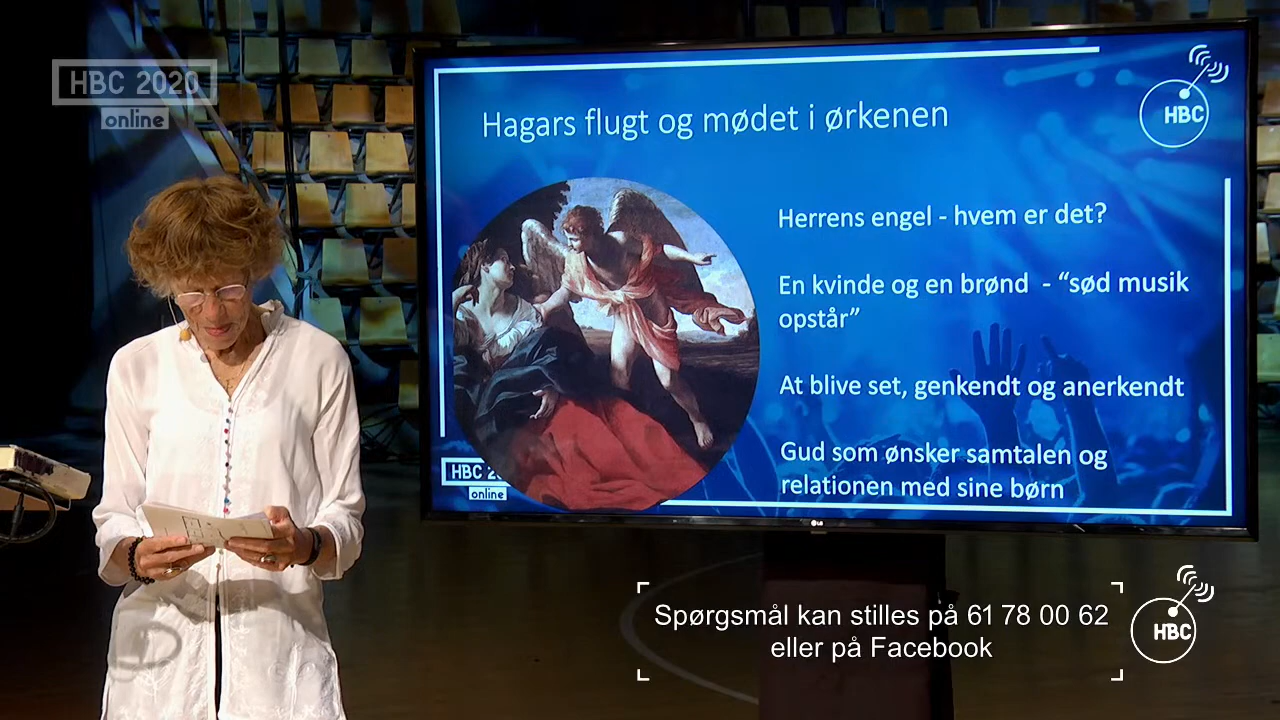 HBC 2020
online
Hagars flugt og mødet i ørkenen
HBC
Herrens engel - hvem er det?
En kvinde og en brønd - “sød musik
opstår”
At blive set, genkendt og anerkendt
Gud som ønsker samtalen og
relationen med sine børn
HBC 2
online
LG
Spørgsmål kan stilles på 61 78 00 62
eller på Facebook
HBC